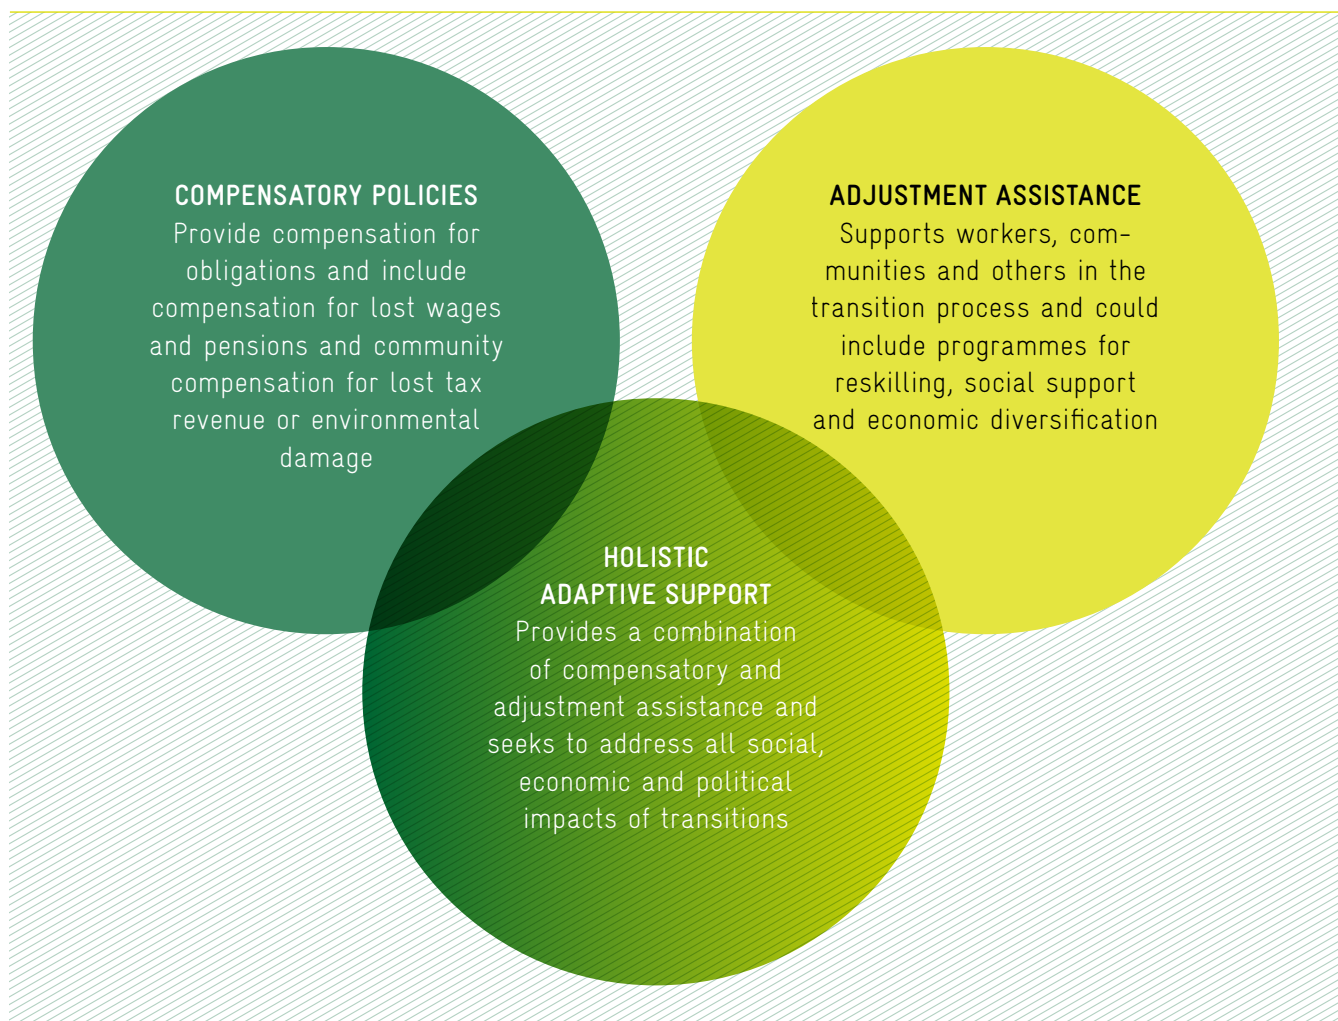 COMPENSATORY POLICIES
Provide compensation for
obligations and include
compensation for lost wages
and pensions and community
compensation for lost tax
revenue or environmental
damage
ADJUSTMENT ASSISTANCE
Supports workers, com-
munities and others in the
transition process and could
include programmes for
reskilling, social support
and economic diversification
HOLISTIC
ADAPTIVE SUPPORT
Provides a combination
of compensatory and
adjustment assistance and
seeks to address all social,
economic and political
impacts of transitions